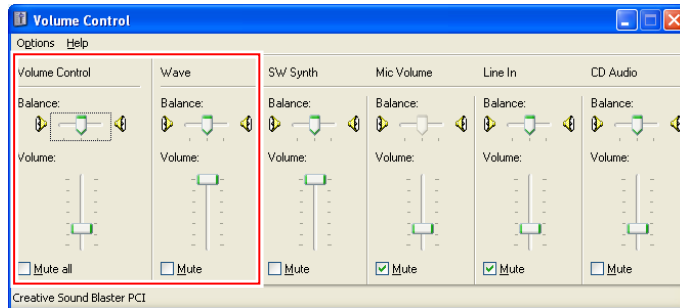 Volume Control
Options Help
Volume Control Wave SW Synth Mic Volume Line In CD Audio
Balance: Balance: Balance: Balance: Balance: Balance:
Volume: Volume: Volume: Volume: Volume: Volume:
Mute all Mute Mute Mute Mute Mute
Creative Sound Blaster PCI